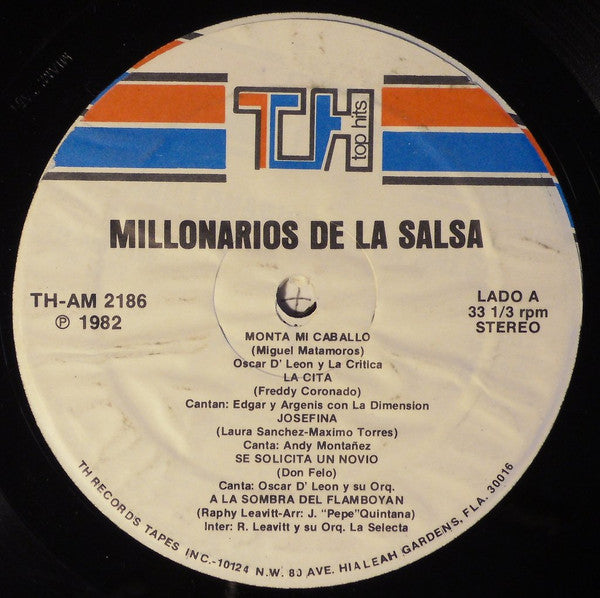 TH
top hits
MILLONARIOS DE LA SALSA
TH-AM 2186
Ⓟ 1982
LADO A
33 1/3 rpm
STEREO
MONTA MI CABALLO
(Miguel Matamoros)
Oscar D' Leon y La Critica
LA CITA
(Freddy Coronado)
Cantan: Edgar y Argenis con La Dimension
JOSEFINA
(Laura Sanchez-Maximo Torres)
Canta: Andy Montañez
SE SOLICITA UN NOVIO
(Don Felo)
Canta: Oscar D' Leon y su Orq.
A LA SOMBRA DEL FLAMBOYAN
(Raphy Leavitt-Arr: J. "Pepe"Quintana)
Inter: R. Leavitt y su Orq. La Selecta
TH RECORDS TAPES INC.-10124 N.W. 80 AVE. HIALEAH GARDENS, FLA. 30016